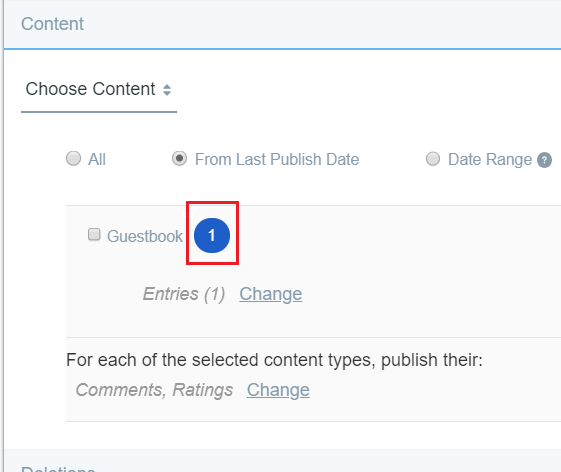 Content
Choose Content
All From Last Publish Date Date Range ?
Guestbook 1
Entries (1) Change
For each of the selected content types, publish their:
Comments, Ratings Change
Deletions